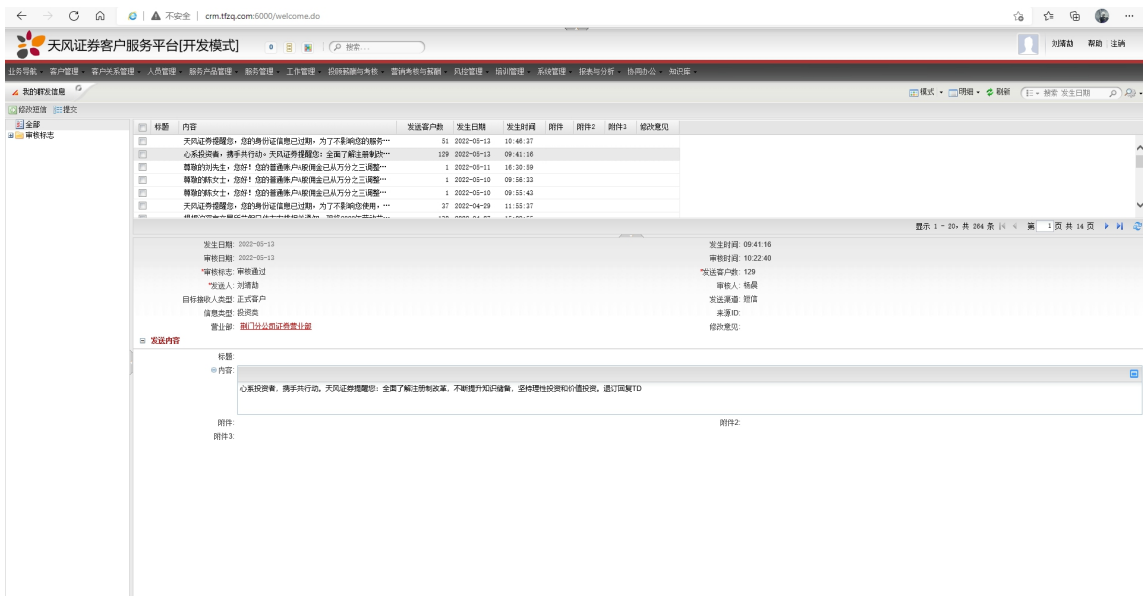 不安全 | crm.tfzq.com:6000/welcome.do
天风证券客户服务平台[开发模式] 搜索... 刘清劼 帮助 注销
业务导航 客户管理 客户关系管理 人员管理 服务产品管理 服务管理 工作管理 投顾薪酬与考核 营销考核与薪酬 风控管理 培训管理 系统管理 报表与分析 协同办公 知识库
我的群发信息 模式 明细 刷新 搜索 发生日期
修改短信 提交
全部
审核标志
标题 内容 发送客户数 发生日期 发生时间 附件 附件2 附件3 修改意见
天风证券提醒您，您的身份证信息已过期，为了不影响您的服务… 51 2022-05-13 10:46:37
心系投资者，携手共行动。天风证券提醒您：全面了解注册制改… 129 2022-05-13 09:41:16
尊敬的刘先生，您好！您的普通账户A股佣金已从万分之三调整… 1 2022-05-11 16:30:59
尊敬的陈女士，您好！您的普通账户A股佣金已从万分之三调整… 1 2022-05-10 09:56:33
尊敬的陈女士，您好！您的普通账户A股佣金已从万分之三调整… 1 2022-05-10 09:55:43
天风证券提醒您，您的身份证信息已过期，为了不影响您使用，… 37 2022-04-29 11:55:37
显示 1 - 20，共 264 条 第 1 页 共 14 页
发生日期: 2022-05-13 发生时间: 09:41:16
审核日期: 2022-05-13 审核时间: 10:22:40
*审核标志: 审核通过 *发送客户数: 129
*发送人: 刘清劼 审核人: 杨晨
目标接收人类型: 正式客户 发送渠道: 短信
信息类型: 投资类 来源ID:
营业部: 荆门分公司证券营业部 修改意见:
发送内容
标题:
内容:
心系投资者，携手共行动。天风证券提醒您：全面了解注册制改革，不断提升知识储备，坚持理性投资和价值投资。退订回复TD
附件: 附件2:
附件3: